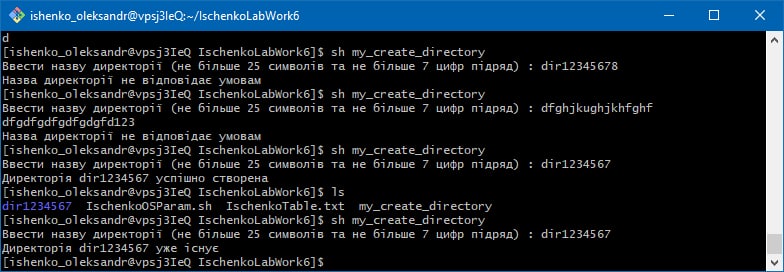 ishenko_oleksandr@vpsj3IeQ:~/IschenkoLabWork6
d
[ishenko_oleksandr@vpsj3IeQ IschenkoLabWork6]$ sh my_create_directory
Ввести назву директорії (не більше 25 символів та не більше 7 цифр підряд) : dir12345678
Назва директорії не відповідає умовам
[ishenko_oleksandr@vpsj3IeQ IschenkoLabWork6]$ sh my_create_directory
Ввести назву директорії (не більше 25 символів та не більше 7 цифр підряд) : dfghjkughjkhfghf
dfgdfgdfgdfgdgfd123
Назва директорії не відповідає умовам
[ishenko_oleksandr@vpsj3IeQ IschenkoLabWork6]$ sh my_create_directory
Ввести назву директорії (не більше 25 символів та не більше 7 цифр підряд) : dir1234567
Директорія dir1234567 успішно створена
[ishenko_oleksandr@vpsj3IeQ IschenkoLabWork6]$ ls
dir1234567  IschenkoOSParam.sh  IschenkoTable.txt  my_create_directory
[ishenko_oleksandr@vpsj3IeQ IschenkoLabWork6]$ sh my_create_directory
Ввести назву директорії (не більше 25 символів та не більше 7 цифр підряд) : dir1234567
Директорія dir1234567 уже існує
[ishenko_oleksandr@vpsj3IeQ IschenkoLabWork6]$